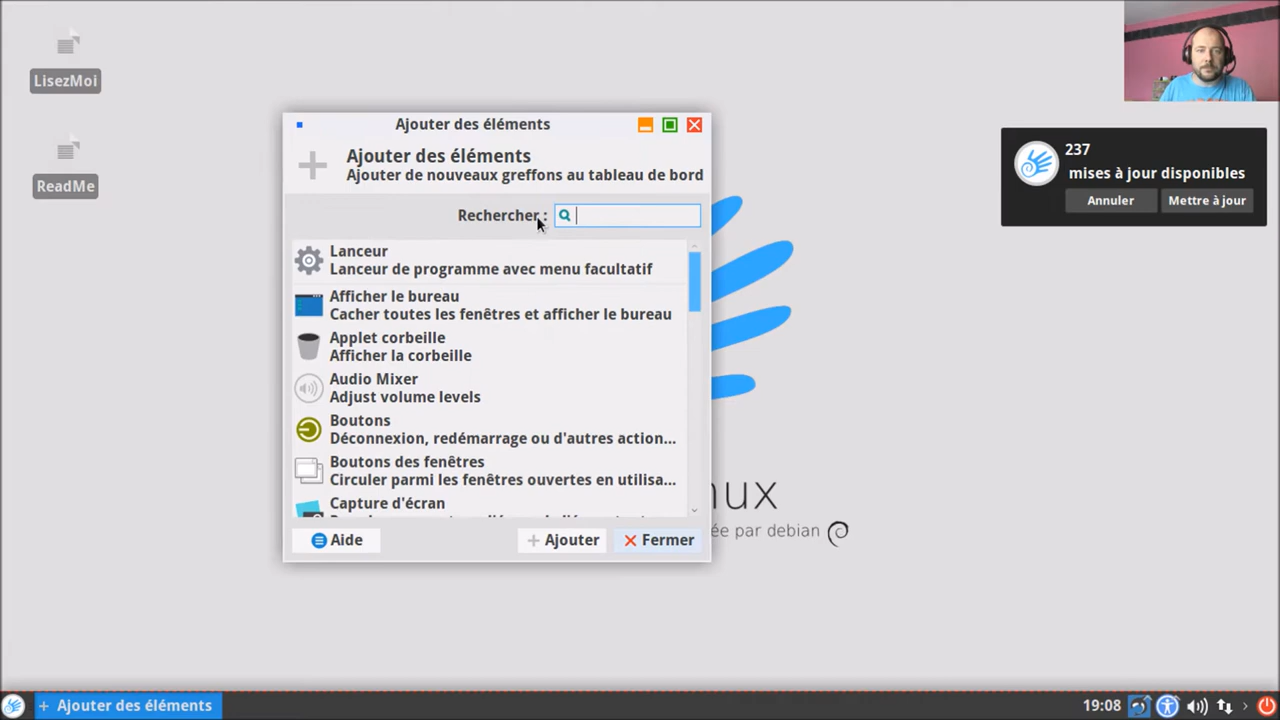 LisezMoi
ReadMe
Ajouter des éléments
Ajouter des éléments
Ajouter de nouveaux greffons au tableau de bord
Rechercher :
Lanceur
Lanceur de programme avec menu facultatif
Afficher le bureau
Cacher toutes les fenêtres et afficher le bureau
Applet corbeille
Afficher la corbeille
Audio Mixer
Adjust volume levels
Boutons
Déconnexion, redémarrage ou d'autres action...
Boutons des fenêtres
Circuler parmi les fenêtres ouvertes en utilisa...
Capture d'écran
Aide
Ajouter
Fermer
237
mises à jour disponibles
Annuler
Mettre à jour
nux
ée par debian
Ajouter des éléments
19:08